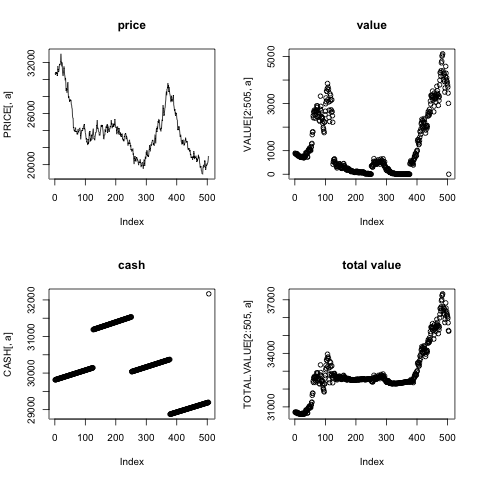 price
PRICE[, a]
32000
26000
20000
0 100 200 300 400 500
Index
value
VALUE[2:505, a]
5000
3000
1000
0
0 100 200 300 400 500
Index
cash
CASH[, a]
32000
31000
30000
29000
0 100 200 300 400 500
Index
total value
TOTAL.VALUE[2:505, a]
37000
34000
31000
0 100 200 300 400 500
Index